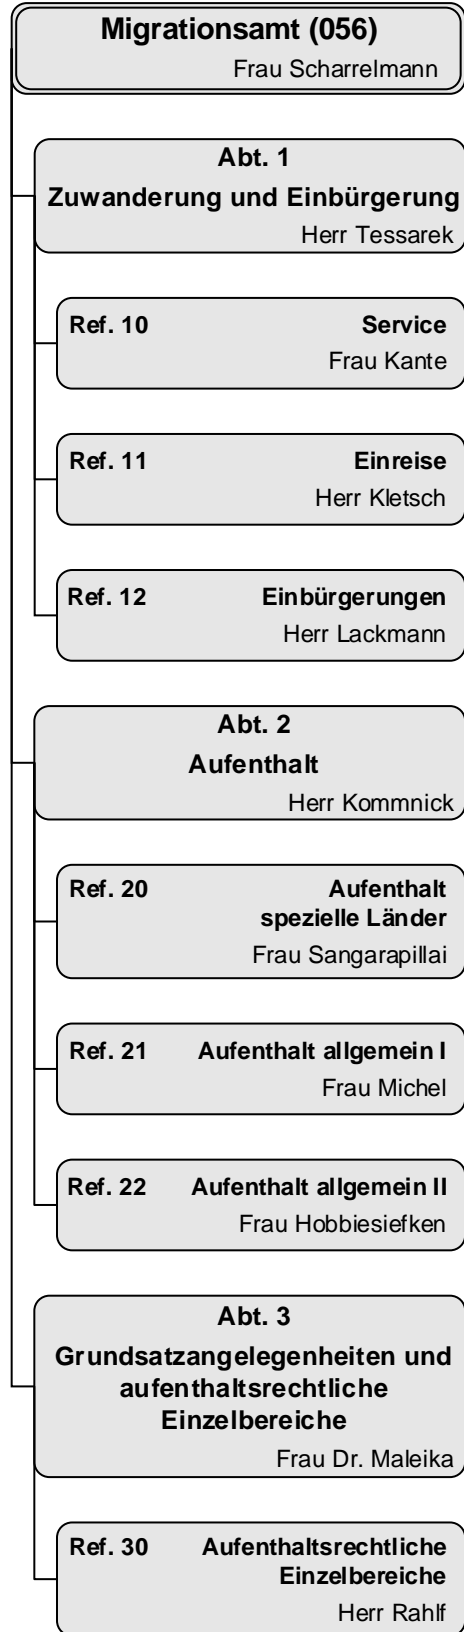 Migrationsamt (056)
Frau Scharrelmann
Abt. 1
Zuwanderung und Einbürgerung
Herr Tessarek
Ref. 10 Service
Frau Kante
Ref. 11 Einreise
Herr Kletsch
Ref. 12 Einbürgerungen
Herr Lackmann
Abt. 2
Aufenthalt
Herr Kommnick
Ref. 20 Aufenthalt
spezielle Länder
Frau Sangarapillai
Ref. 21 Aufenthalt allgemein I
Frau Michel
Ref. 22 Aufenthalt allgemein II
Frau Hobbiesiefken
Abt. 3
Grundsatzangelegenheiten und
aufenthaltsrechtliche
Einzelbereiche
Frau Dr. Maleika
Ref. 30 Aufenthaltsrechtliche
Einzelbereiche
Herr Rahlf